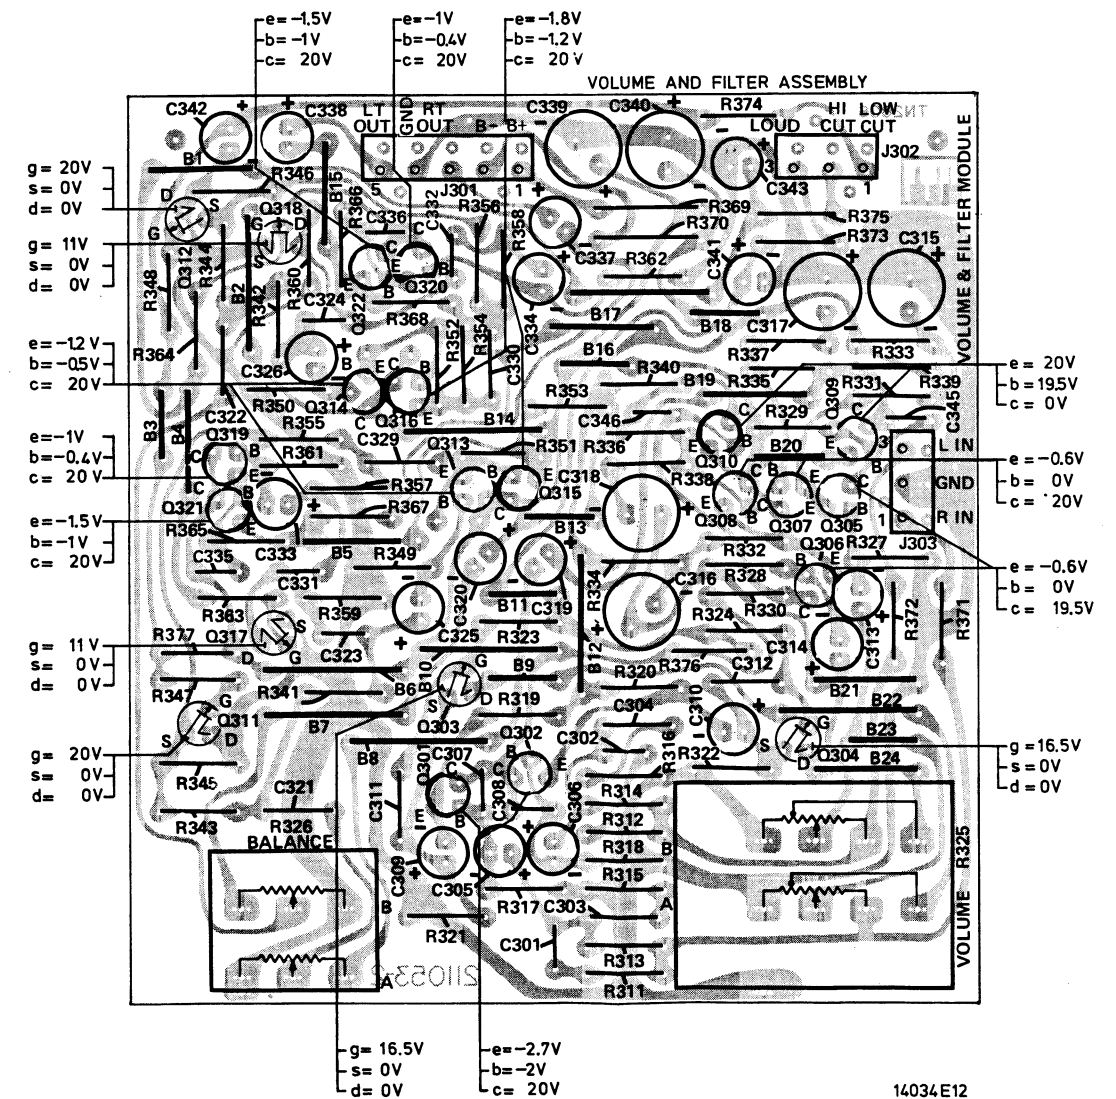 e=-1.5V
b=-1V
c= 20V
e=-1V
b=-0.4V
c= 20V
e=-1.8V
b=-1.2V
c= 20V
VOLUME AND FILTER ASSEMBLY
C342
C338
LT OUT
GND
RT OUT
B-
B+
C339
C340
R374
LOUD
HI CUT
LOW CUT
J302
3
1
C343
B1
R346
B15
R366
5
J301
1
C336
C332
R356
R358
R369
R370
R375
R373
C315
VOLUME & FILTER MODULE
g= 20V
s= 0V
d= 0V
D
S
G
Q318
G
D
S
g= 11V
s= 0V
d= 0V
R348
Q312
R344
B2
R342
R360
C324
Q322
Q320
C
E
B
C
B
E
R368
C337
R362
C341
C334
B17
B18
C317
R364
C326
R352
R354
C330
B16
R337
R333
e=-1.2V
b=-0.5V
c= 20V
R340
B19
R335
Q309
R331
R339
e= 20V
b= 19.5V
c= 0V
C322
R350
Q314
Q316
B
E
C
B
C
E
R353
C346
R329
C345
B3
B4
Q319
R355
R361
C329
B14
Q313
R351
R336
B20
3
L IN
GND
R IN
1
J303
e=-1V
b=-0.4V
c= 20V
C
B
E
R357
R367
E
B
C
Q315
C318
R338
Q310
Q308
Q307
Q305
e=-0.6V
b= 0V
c= 20V
Q321
R365
C335
C333
B5
R349
B13
R332
Q306
R327
e=-1.5V
b=-1V
c= 20V
C331
R363
R359
C320
B11
C319
R334
C316
R328
R330
R324
C314
C313
R372
R371
e=-0.6V
b= 0V
c= 19.5V
C325
R323
R377
Q317
S
D
G
C323
B10
B9
B12
R376
C312
g= 11V
s= 0V
d= 0V
R347
R341
B6
G
D
S
Q303
R319
R320
C310
B21
B22
B23
B24
Q311
G
S
D
B7
B8
Q302
C304
C302
R316
R322
S
G
D
Q304
g= 16.5V
s= 0V
d= 0V
g= 20V
s= 0V
d= 0V
R345
C311
Q301
C307
C308
C306
R314
R312
R318
R315
B
A
R325
VOLUME
R343
C321
R326
BALANCE
C309
C305
R317
C303
B
A
R321
C301
R313
R311
211053-2
g= 16.5V
s= 0V
d= 0V
e=-2.7V
b=-2V
c= 20V
14034E12